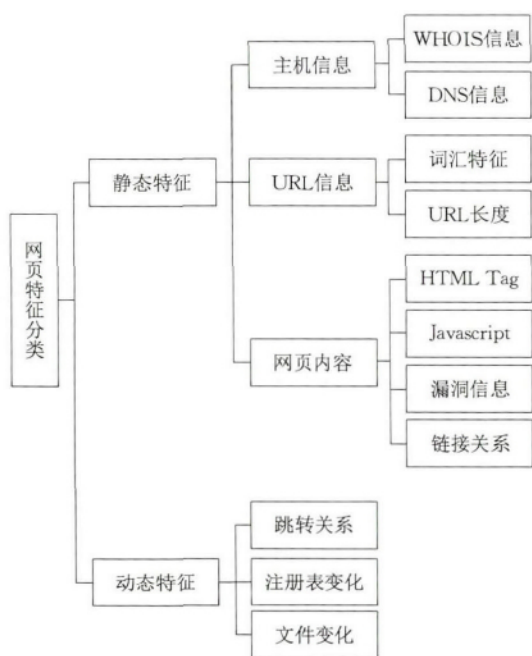 网页特征分类
静态特征
主机信息
WHOIS信息
DNS信息
URL信息
词汇特征
URL长度
网页内容
HTML Tag
Javascript
漏洞信息
链接关系
动态特征
跳转关系
注册表变化
文件变化